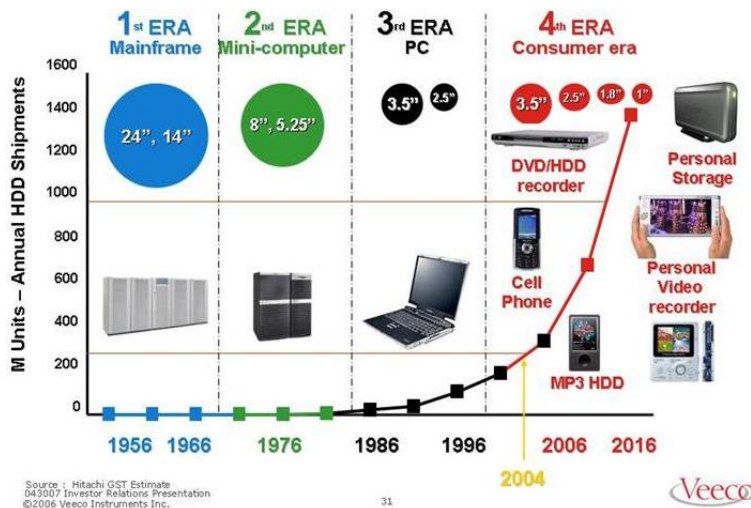 1st ERA
Mainframe
2nd ERA
Mini-computer
3rd ERA
PC
4th ERA
Consumer era
M Units – Annual HDD Shipments
1600
1400
1200
1000
800
600
400
200
0
24”, 14”
8”, 5.25”
3.5”
2.5”
3.5”
2.5”
1.8”
1”
DVD/HDD
recorder
Personal
Storage
Cell
Phone
Personal
Video
recorder
MP3 HDD
1956
1966
1976
1986
1996
2006
2016
2004
Source : Hitachi GST Estimate
043007 Investor Relations Presentation
©2006 Veeco Instruments Inc.
31
Veeco